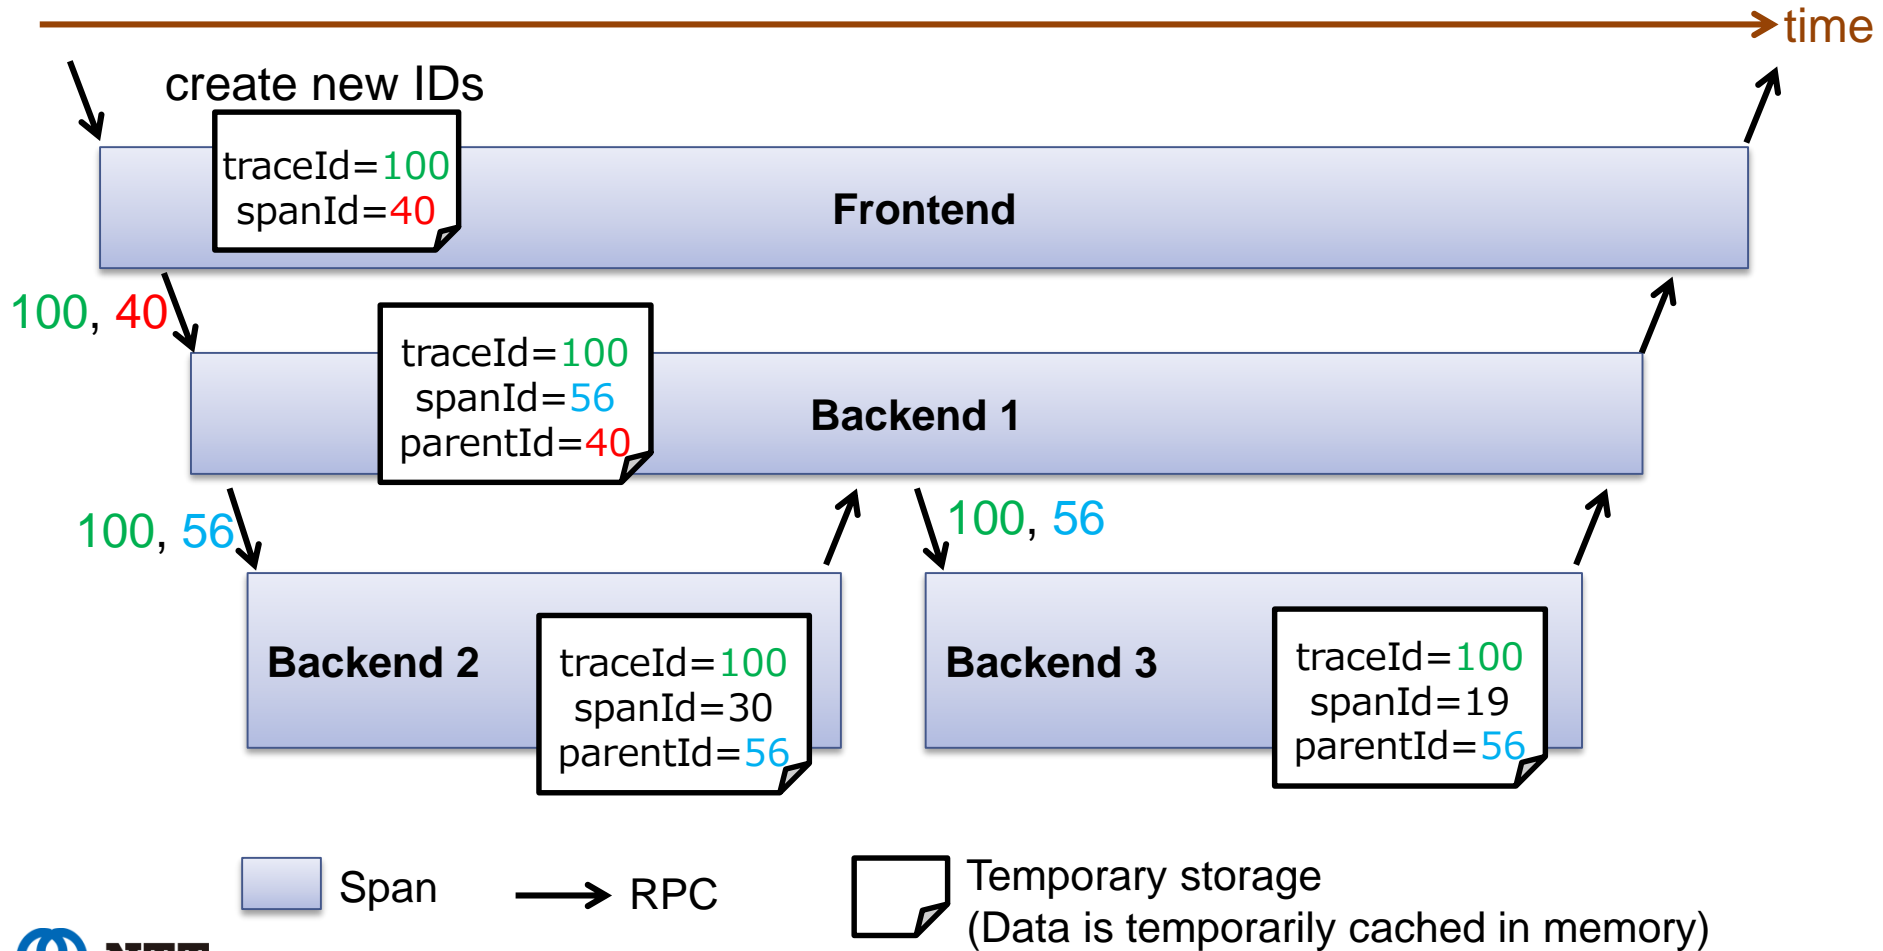 time
create new IDs
traceId=100
spanId=40
Frontend
100, 40
traceId=100
spanId=56
parentId=40
Backend 1
100, 56
100, 56
Backend 2
traceId=100
spanId=30
parentId=56
Backend 3
traceId=100
spanId=19
parentId=56
Span
RPC
Temporary storage
(Data is temporarily cached in memory)